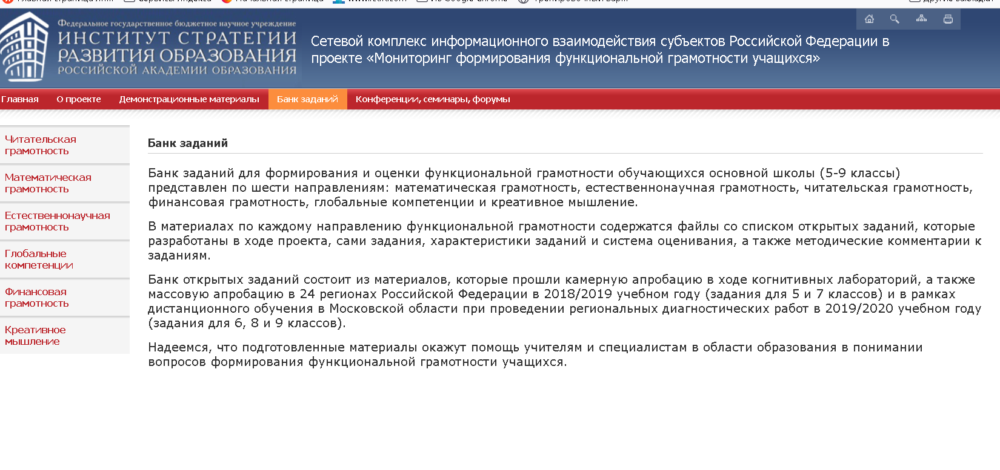 Федеральное государственное бюджетное научное учреждение
ИНСТИТУТ СТРАТЕГИИ
РАЗВИТИЯ ОБРАЗОВАНИЯ
РОССИЙСКОЙ АКАДЕМИИ ОБРАЗОВАНИЯ
Сетевой комплекс информационного взаимодействия субъектов Российской Федерации в
проекте «Мониторинг формирования функциональной грамотности учащихся»
Главная О проекте Демонстрационные материалы Банк заданий Конференции, семинары, форумы
Читательская
грамотность
Математическая
грамотность
Естественнонаучная
грамотность
Глобальные
компетенции
Финансовая
грамотность
Креативное
мышление
Банк заданий
Банк заданий для формирования и оценки функциональной грамотности обучающихся основной школы (5-9 классы)
представлен по шести направлениям: математическая грамотность, естественнонаучная грамотность, читательская грамотность,
финансовая грамотность, глобальные компетенции и креативное мышление.
В материалах по каждому направлению функциональной грамотности содержатся файлы со списком открытых заданий, которые
разработаны в ходе проекта, сами задания, характеристики заданий и система оценивания, а также методические комментарии к
заданиям.
Банк открытых заданий состоит из материалов, которые прошли камерную апробацию в ходе когнитивных лабораторий, а также
массовую апробацию в 24 регионах Российской Федерации в 2018/2019 учебном году (задания для 5 и 7 классов) и в рамках
дистанционного обучения в Московской области при проведении региональных диагностических работ в 2019/2020 учебном году
(задания для 6, 8 и 9 классов).
Надеемся, что подготовленные материалы окажут помощь учителям и специалистам в области образования в понимании
вопросов формирования функциональной грамотности учащихся.